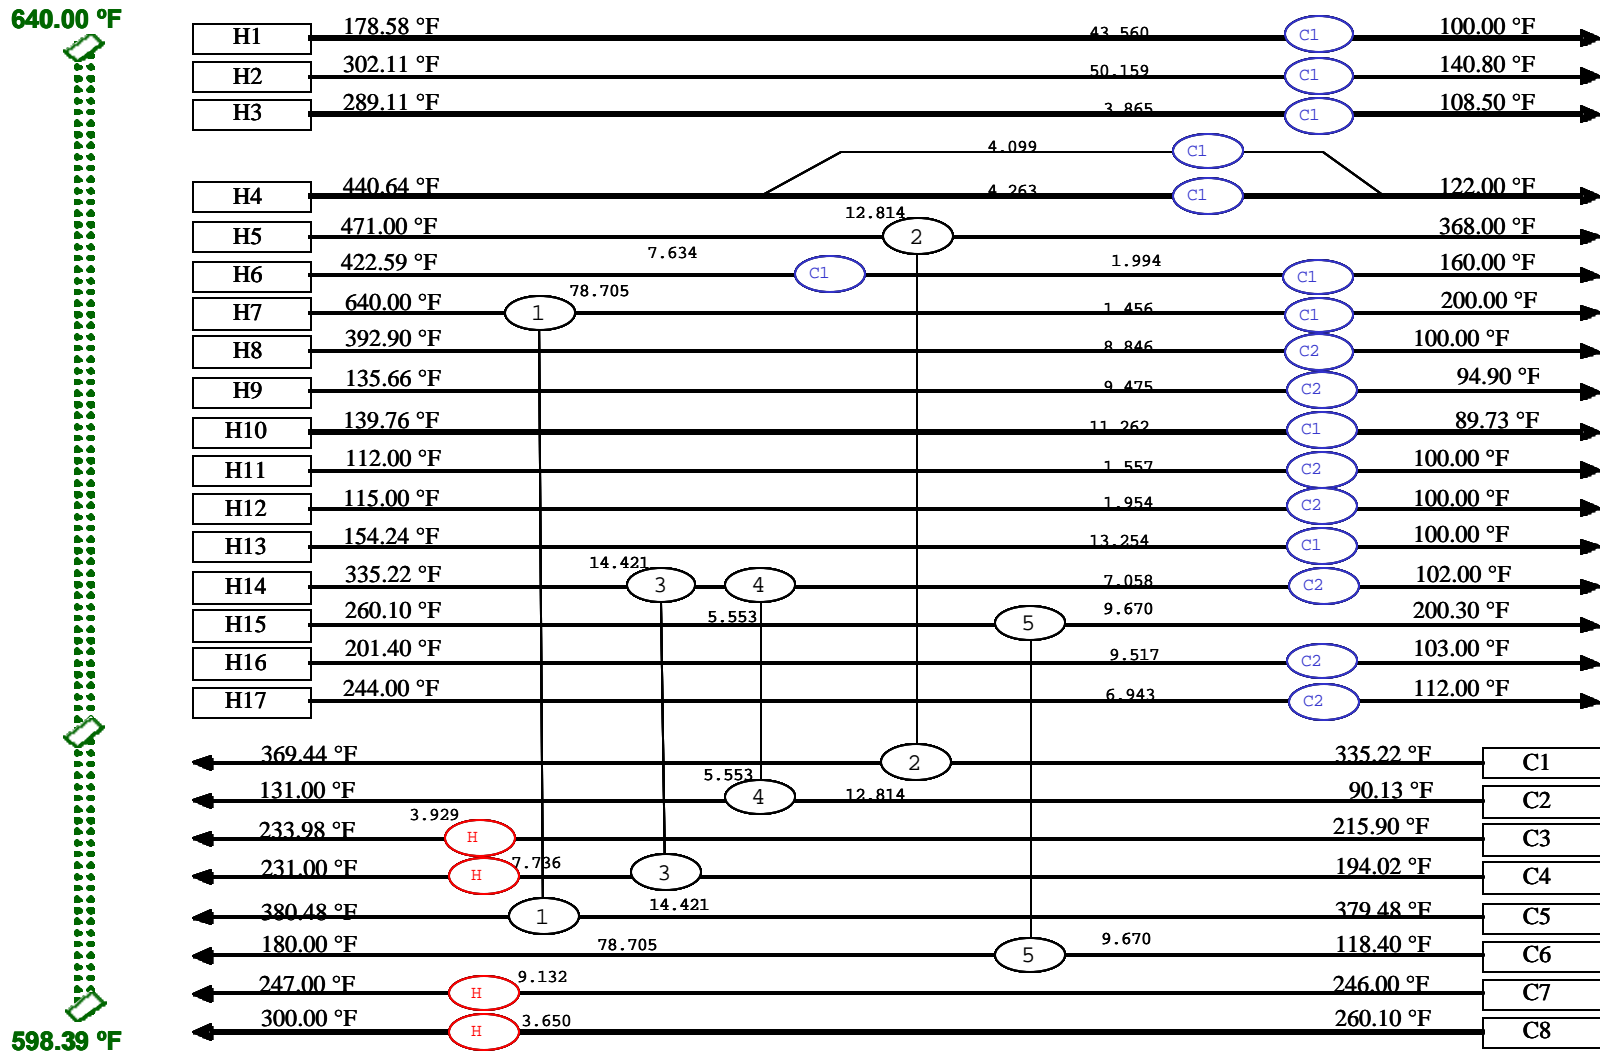 640.00 ºF
H1 178.58 °F 43.560 C1 100.00 °F
H2 302.11 °F 50.159 C1 140.80 °F
H3 289.11 °F 3.865 C1 108.50 °F
4.099 C1
H4 440.64 °F 4.263 C1 122.00 °F
12.814
H5 471.00 °F 2 368.00 °F
7.634 1.994
H6 422.59 °F C1 C1 160.00 °F
78.705
H7 640.00 °F 1 1.456 C1 200.00 °F
H8 392.90 °F 8.846 C2 100.00 °F
H9 135.66 °F 9.475 C2 94.90 °F
H10 139.76 °F 11.262 C1 89.73 °F
H11 112.00 °F 1.557 C2 100.00 °F
H12 115.00 °F 1.954 C2 100.00 °F
H13 154.24 °F 13.254 C1 100.00 °F
14.421
H14 335.22 °F 3 4 7.058 C2 102.00 °F
5.553 9.670
H15 260.10 °F 5 200.30 °F
H16 201.40 °F 9.517 C2 103.00 °F
H17 244.00 °F 6.943 C2 112.00 °F
369.44 °F 2 335.22 °F C1
5.553
131.00 °F 4 12.814 90.13 °F C2
3.929
233.98 °F H 215.90 °F C3
7.736
231.00 °F H 3 194.02 °F C4
14.421
380.48 °F 1 379.48 °F C5
78.705 9.670
180.00 °F 5 118.40 °F C6
9.132
247.00 °F H 246.00 °F C7
300.00 °F H 3.650 260.10 °F C8
598.39 ºF